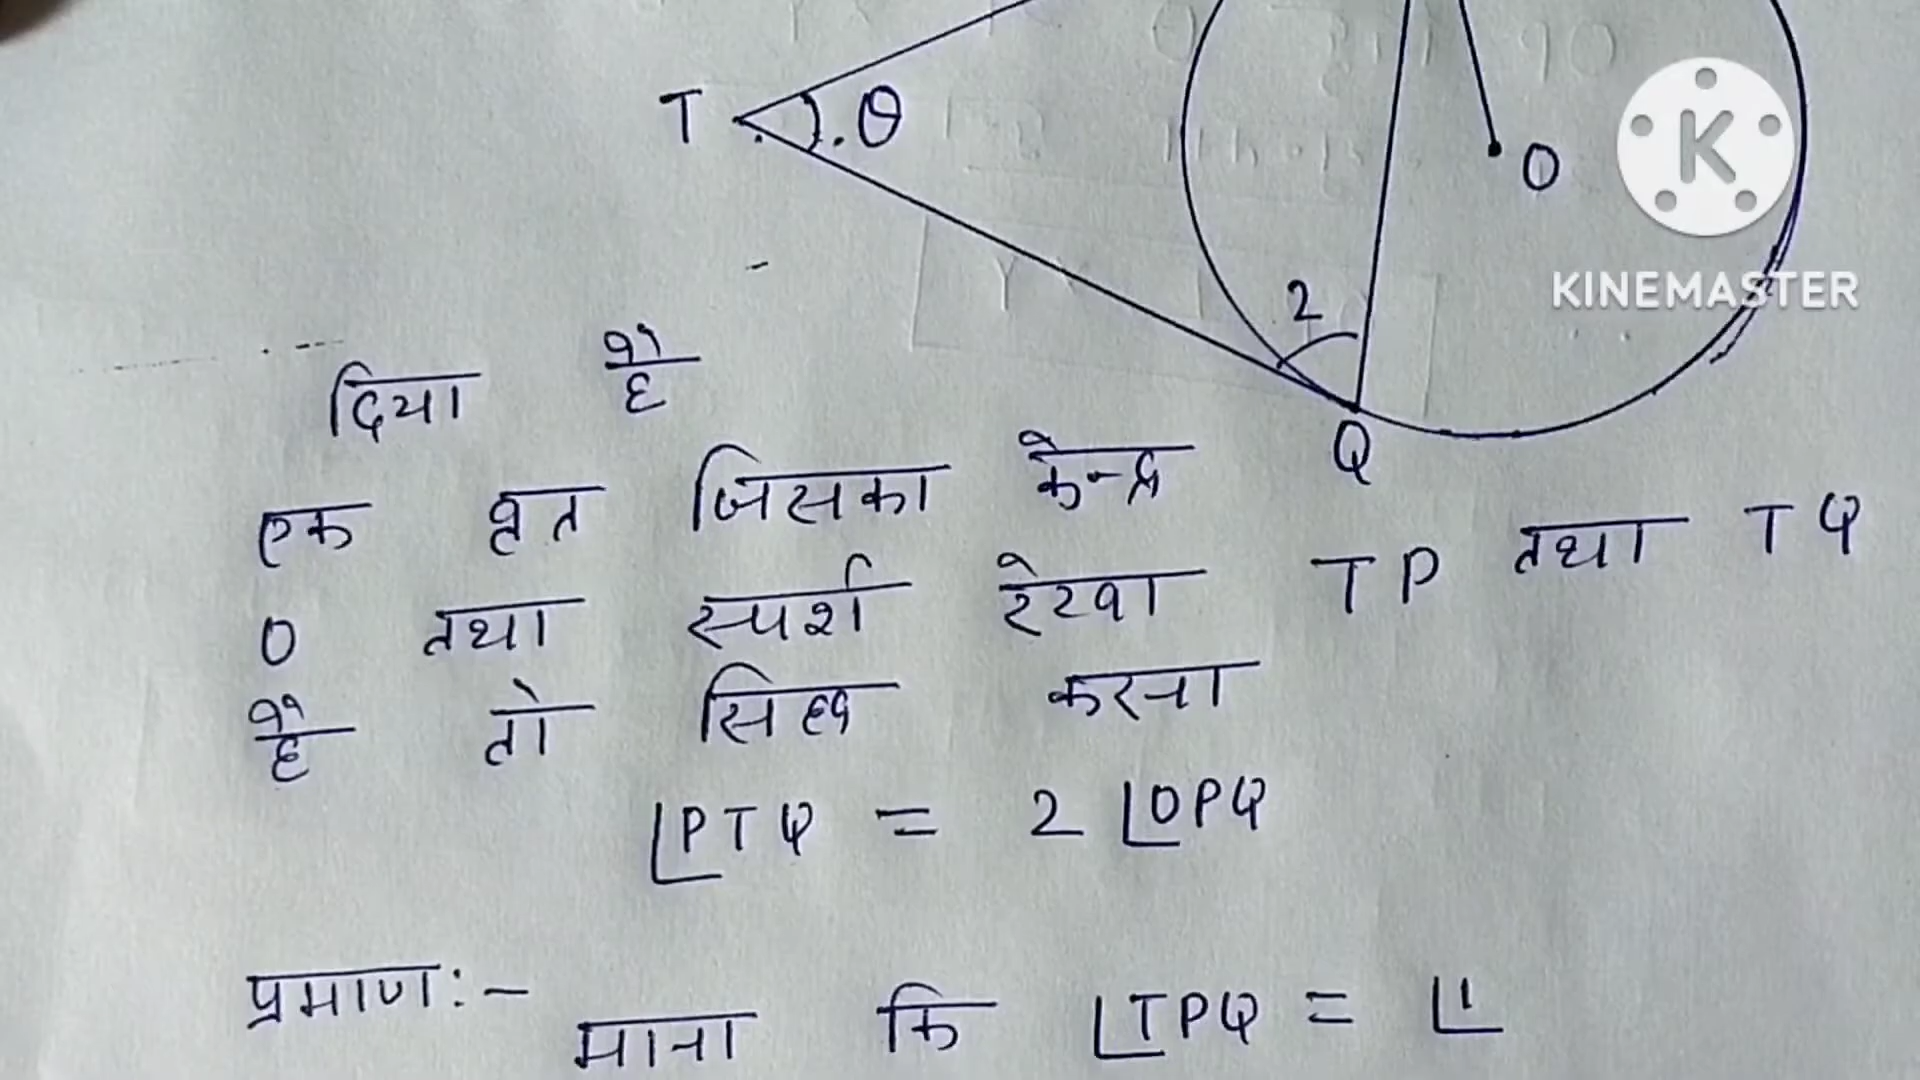 T θ
O
K
KINEMASTER
2
Q
दिया है
एक वृत जिसका केन्द्र
O तथा स्पर्श रेखा TP तथा TQ
है तो सिद्ध करना
∠PTQ = 2 ∠OPQ
प्रमाण:-
माना कि ∠TPQ = ∠1